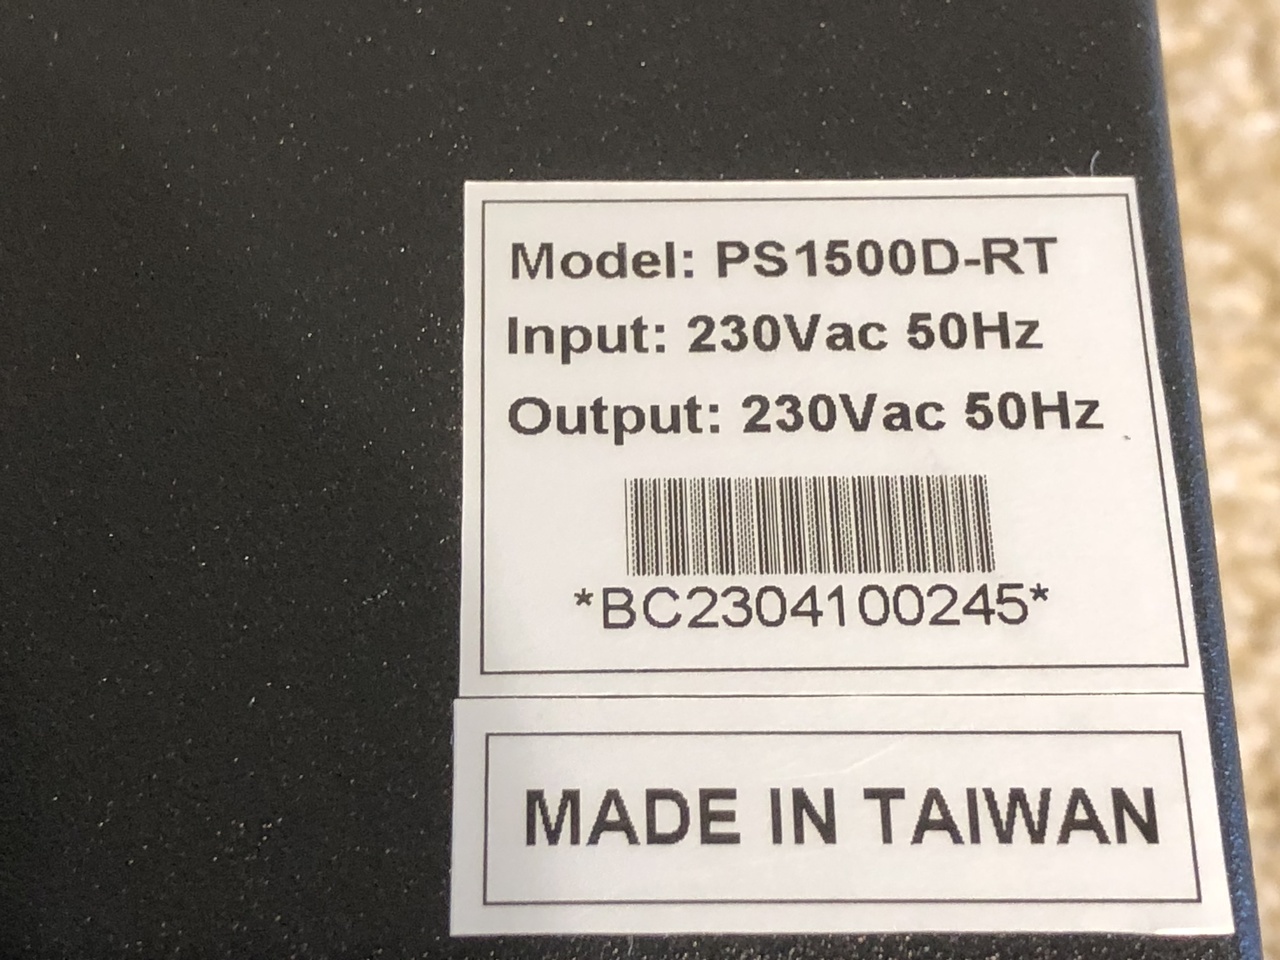 Model: PS1500D-RT
Input: 230Vac 50Hz
Output: 230Vac 50Hz
*BC2304100245*
MADE IN TAIWAN